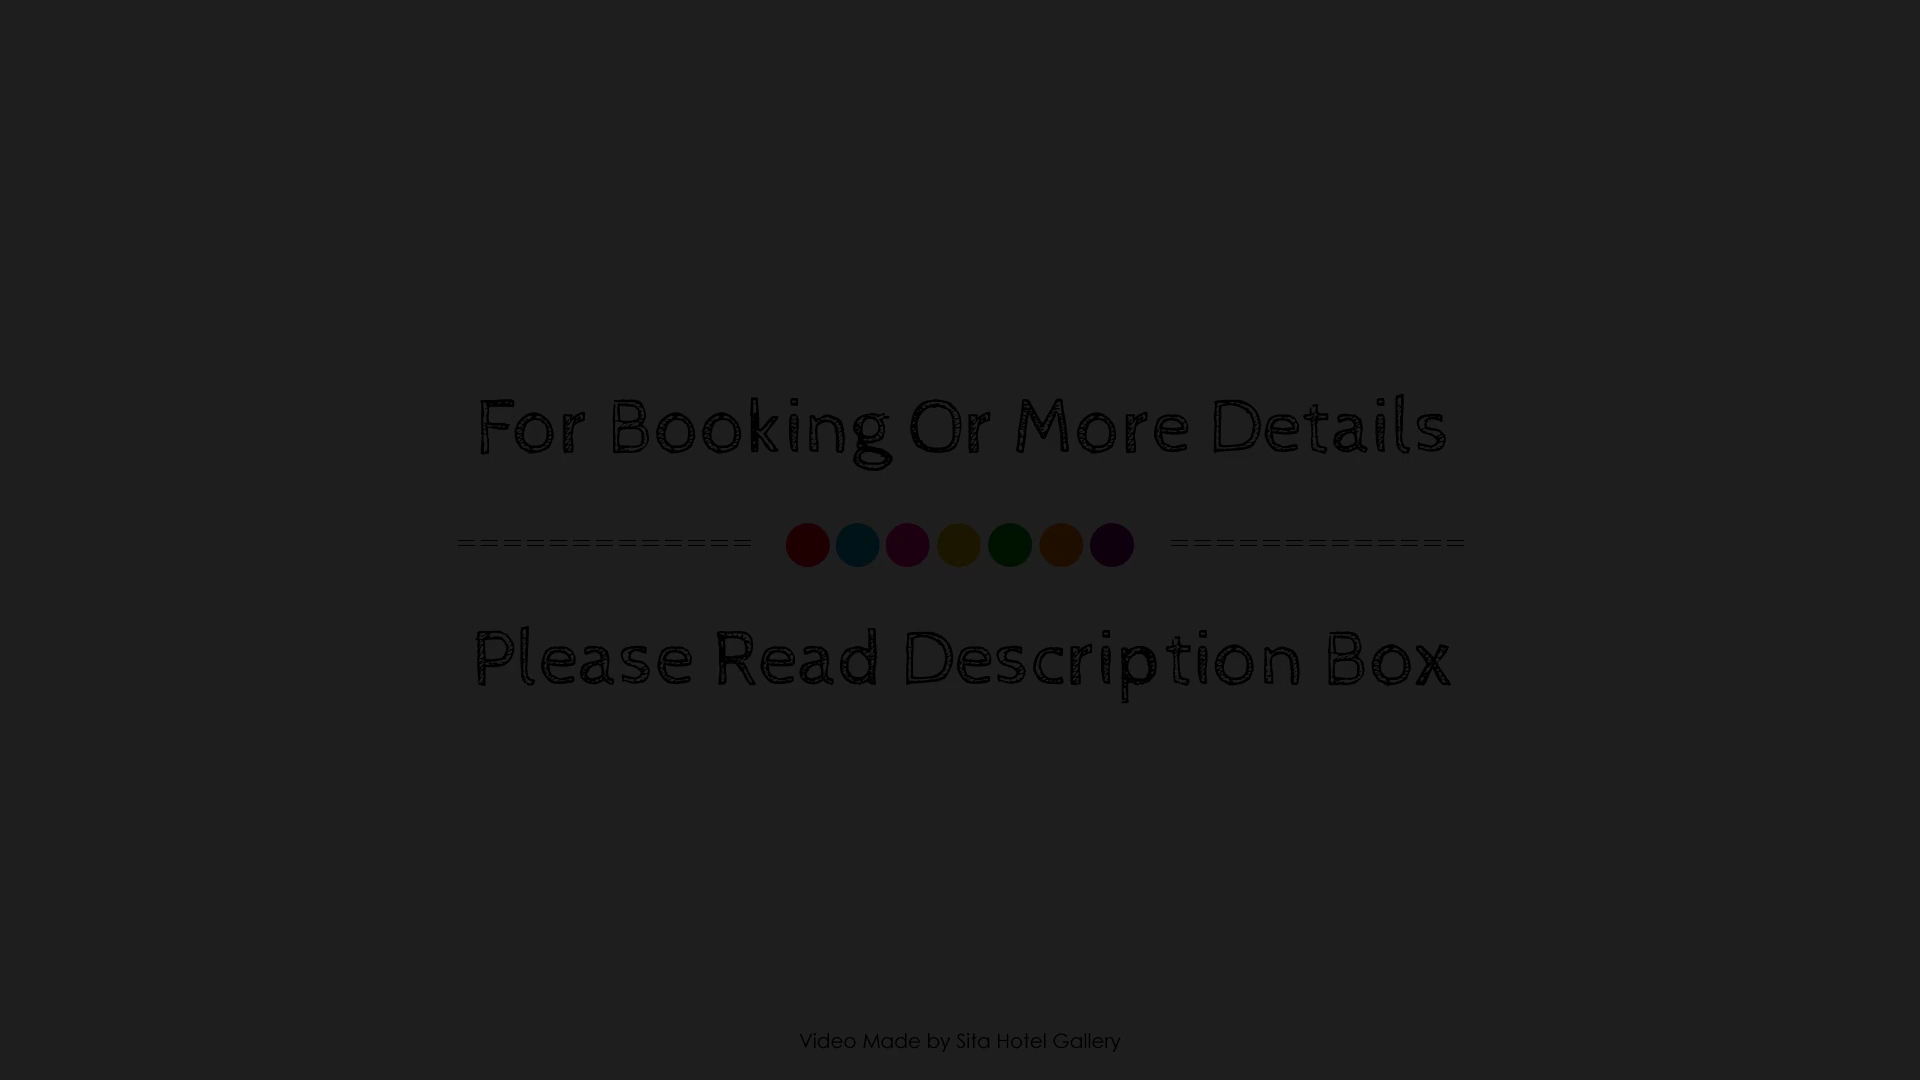 For Booking Or More Details
============= =============
Please Read Description Box
Video Made by Sita Hotel Gallery